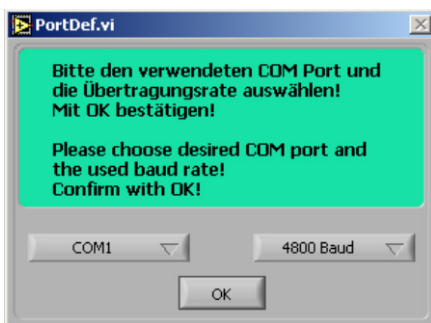 PortDef.vi
Bitte den verwendeten COM Port und
die Übertragungsrate auswählen!
Mit OK bestätigen!
Please choose desired COM port and
the used baud rate!
Confirm with OK!
COM1
4800 Baud
OK